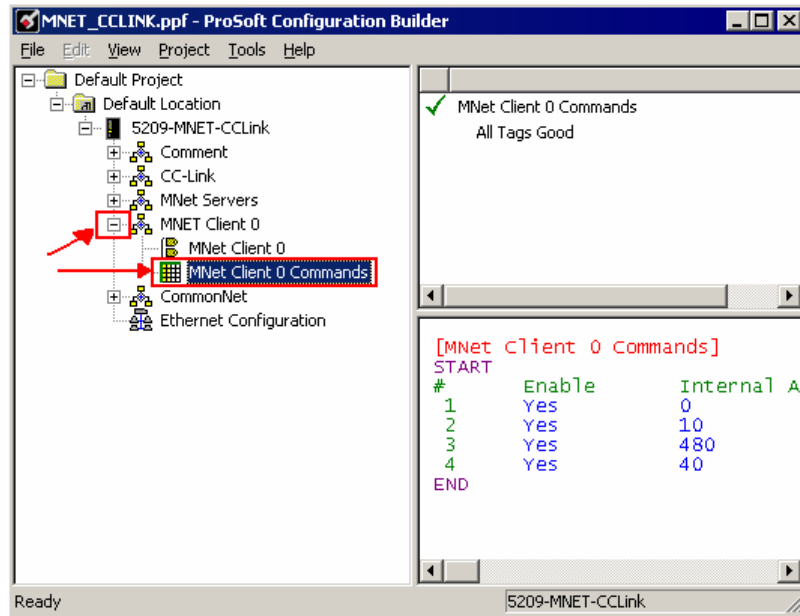 MNET_CCLINK.ppf - ProSoft Configuration Builder
File Edit View Project Tools Help
Default Project
Default Location
5209-MNET-CCLink
Comment
CC-Link
MNet Servers
MNET Client 0
MNet Client 0
MNet Client 0 Commands
CommonNet
Ethernet Configuration
MNet Client 0 Commands
All Tags Good
[MNet Client 0 Commands]
START
# Enable Internal A
1 Yes 0
2 Yes 10
3 Yes 480
4 Yes 40
END
Ready 5209-MNET-CCLink